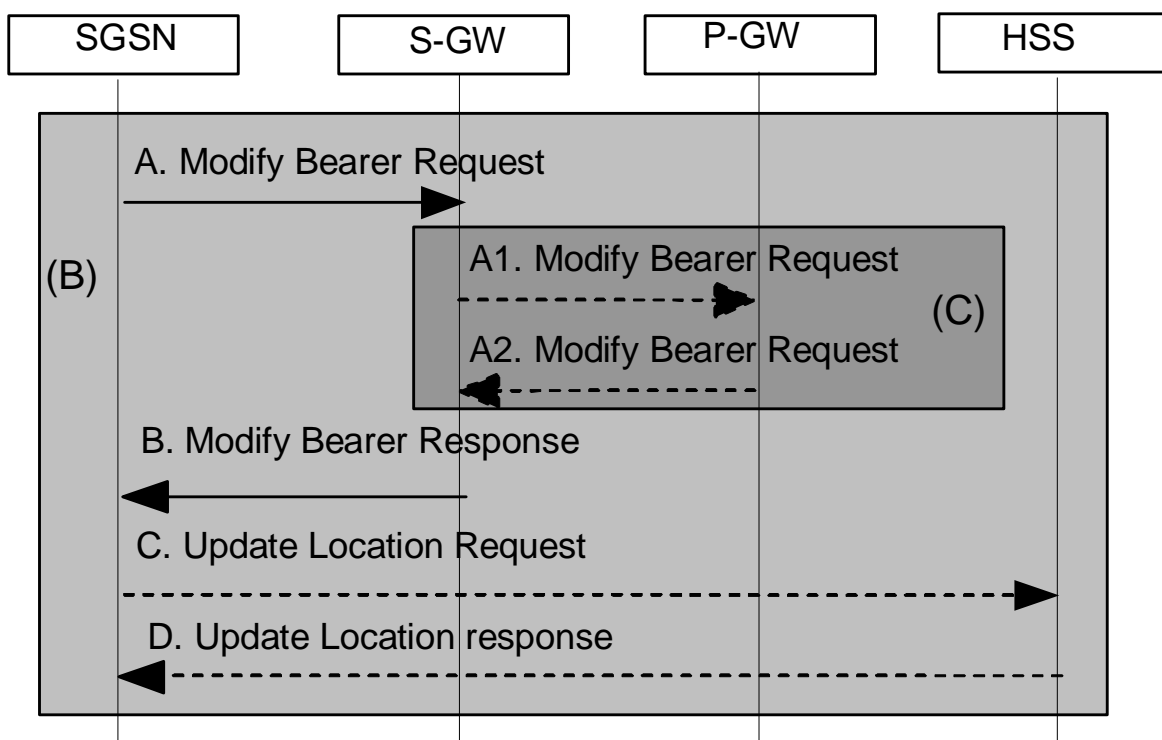 SGSN S-GW P-GW HSS
A. Modify Bearer Request
A1. Modify Bearer Request
(B)
(C)
A2. Modify Bearer Request
B. Modify Bearer Response
C. Update Location Request
D. Update Location response